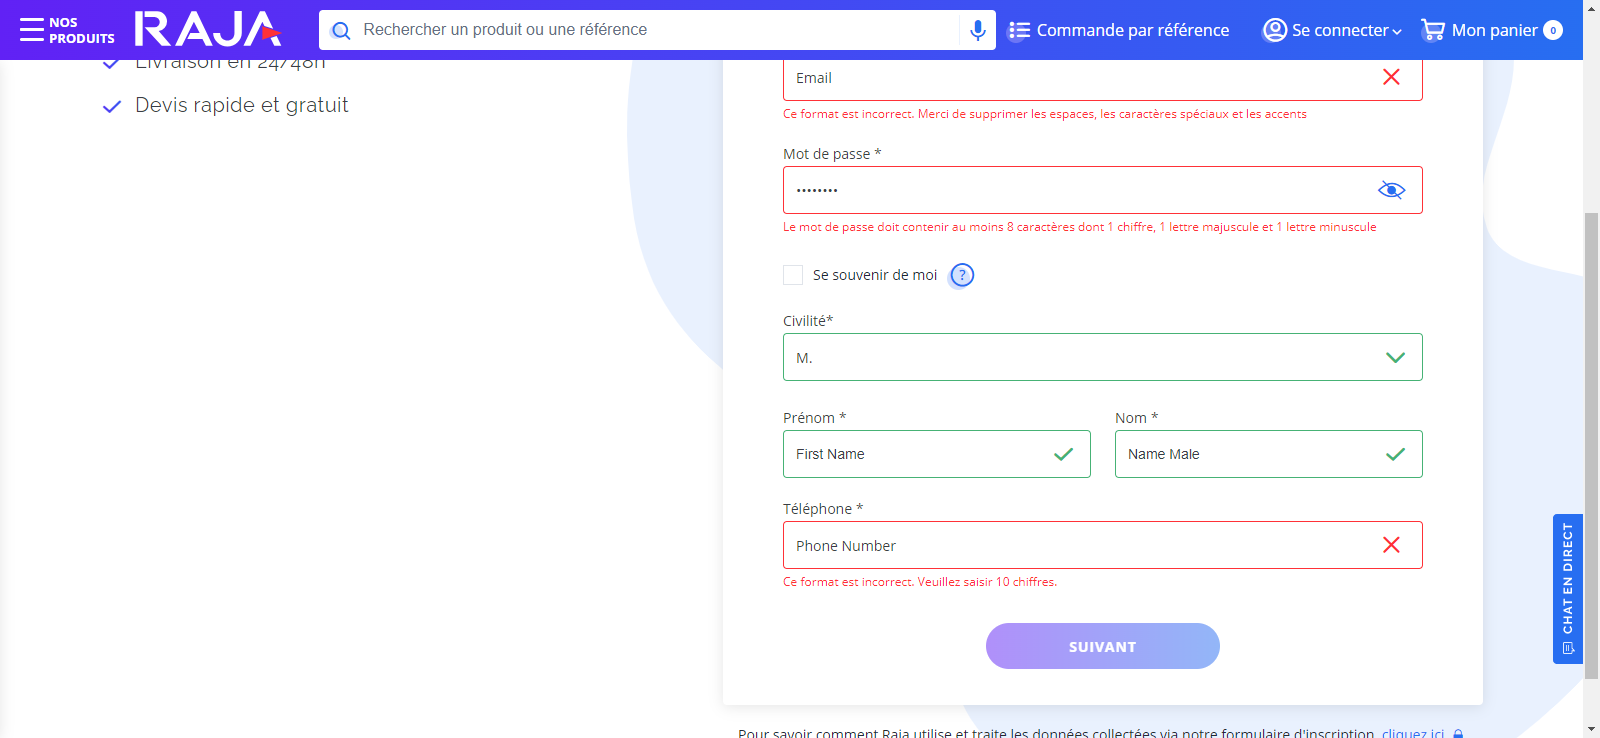 NOS
PRODUITS
RAJA
Rechercher un produit ou une référence
Commande par référence
Se connecter
Mon panier 0
Livraison en 24/48h
Devis rapide et gratuit
Email
Ce format est incorrect. Merci de supprimer les espaces, les caractères spéciaux et les accents
Mot de passe *
••••••••
Le mot de passe doit contenir au moins 8 caractères dont 1 chiffre, 1 lettre majuscule et 1 lettre minuscule
Se souvenir de moi ?
Civilité*
M.
Prénom *
Nom *
First Name
Name Male
Téléphone *
Phone Number
Ce format est incorrect. Veuillez saisir 10 chiffres.
SUIVANT
CHAT EN DIRECT
Pour savoir comment Raja utilise et traite les données collectées via notre formulaire d'inscription, cliquez ici